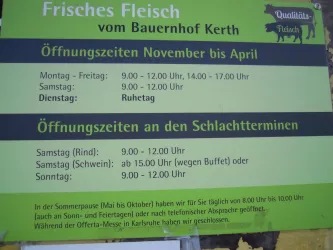 Frisches Fleisch
vom Bauernhof Kerth
Qualitäts-
Fleisch
Öffnungszeiten November bis April
Montag - Freitag: 9.00 - 12.00 Uhr, 14.00 - 17.00 Uhr
Samstag: 9.00 - 12.00 Uhr
Dienstag: Ruhetag
Öffnungszeiten an den Schlachtterminen
Samstag (Rind): 9.00 - 12.00 Uhr
Samstag (Schwein): ab 15.00 Uhr (wegen Buffet) oder
Sonntag: 9.00 - 12.00 Uhr
In der Sommerpause (Mai bis Oktober) haben wir für Sie täglich von 8:00 Uhr bis 10:00 Uhr
(auch an Sonn- und Feiertagen) oder nach telefonischer Absprache geöffnet.
Während der Offerta-Messe in Karlsruhe haben wir geschlossen.